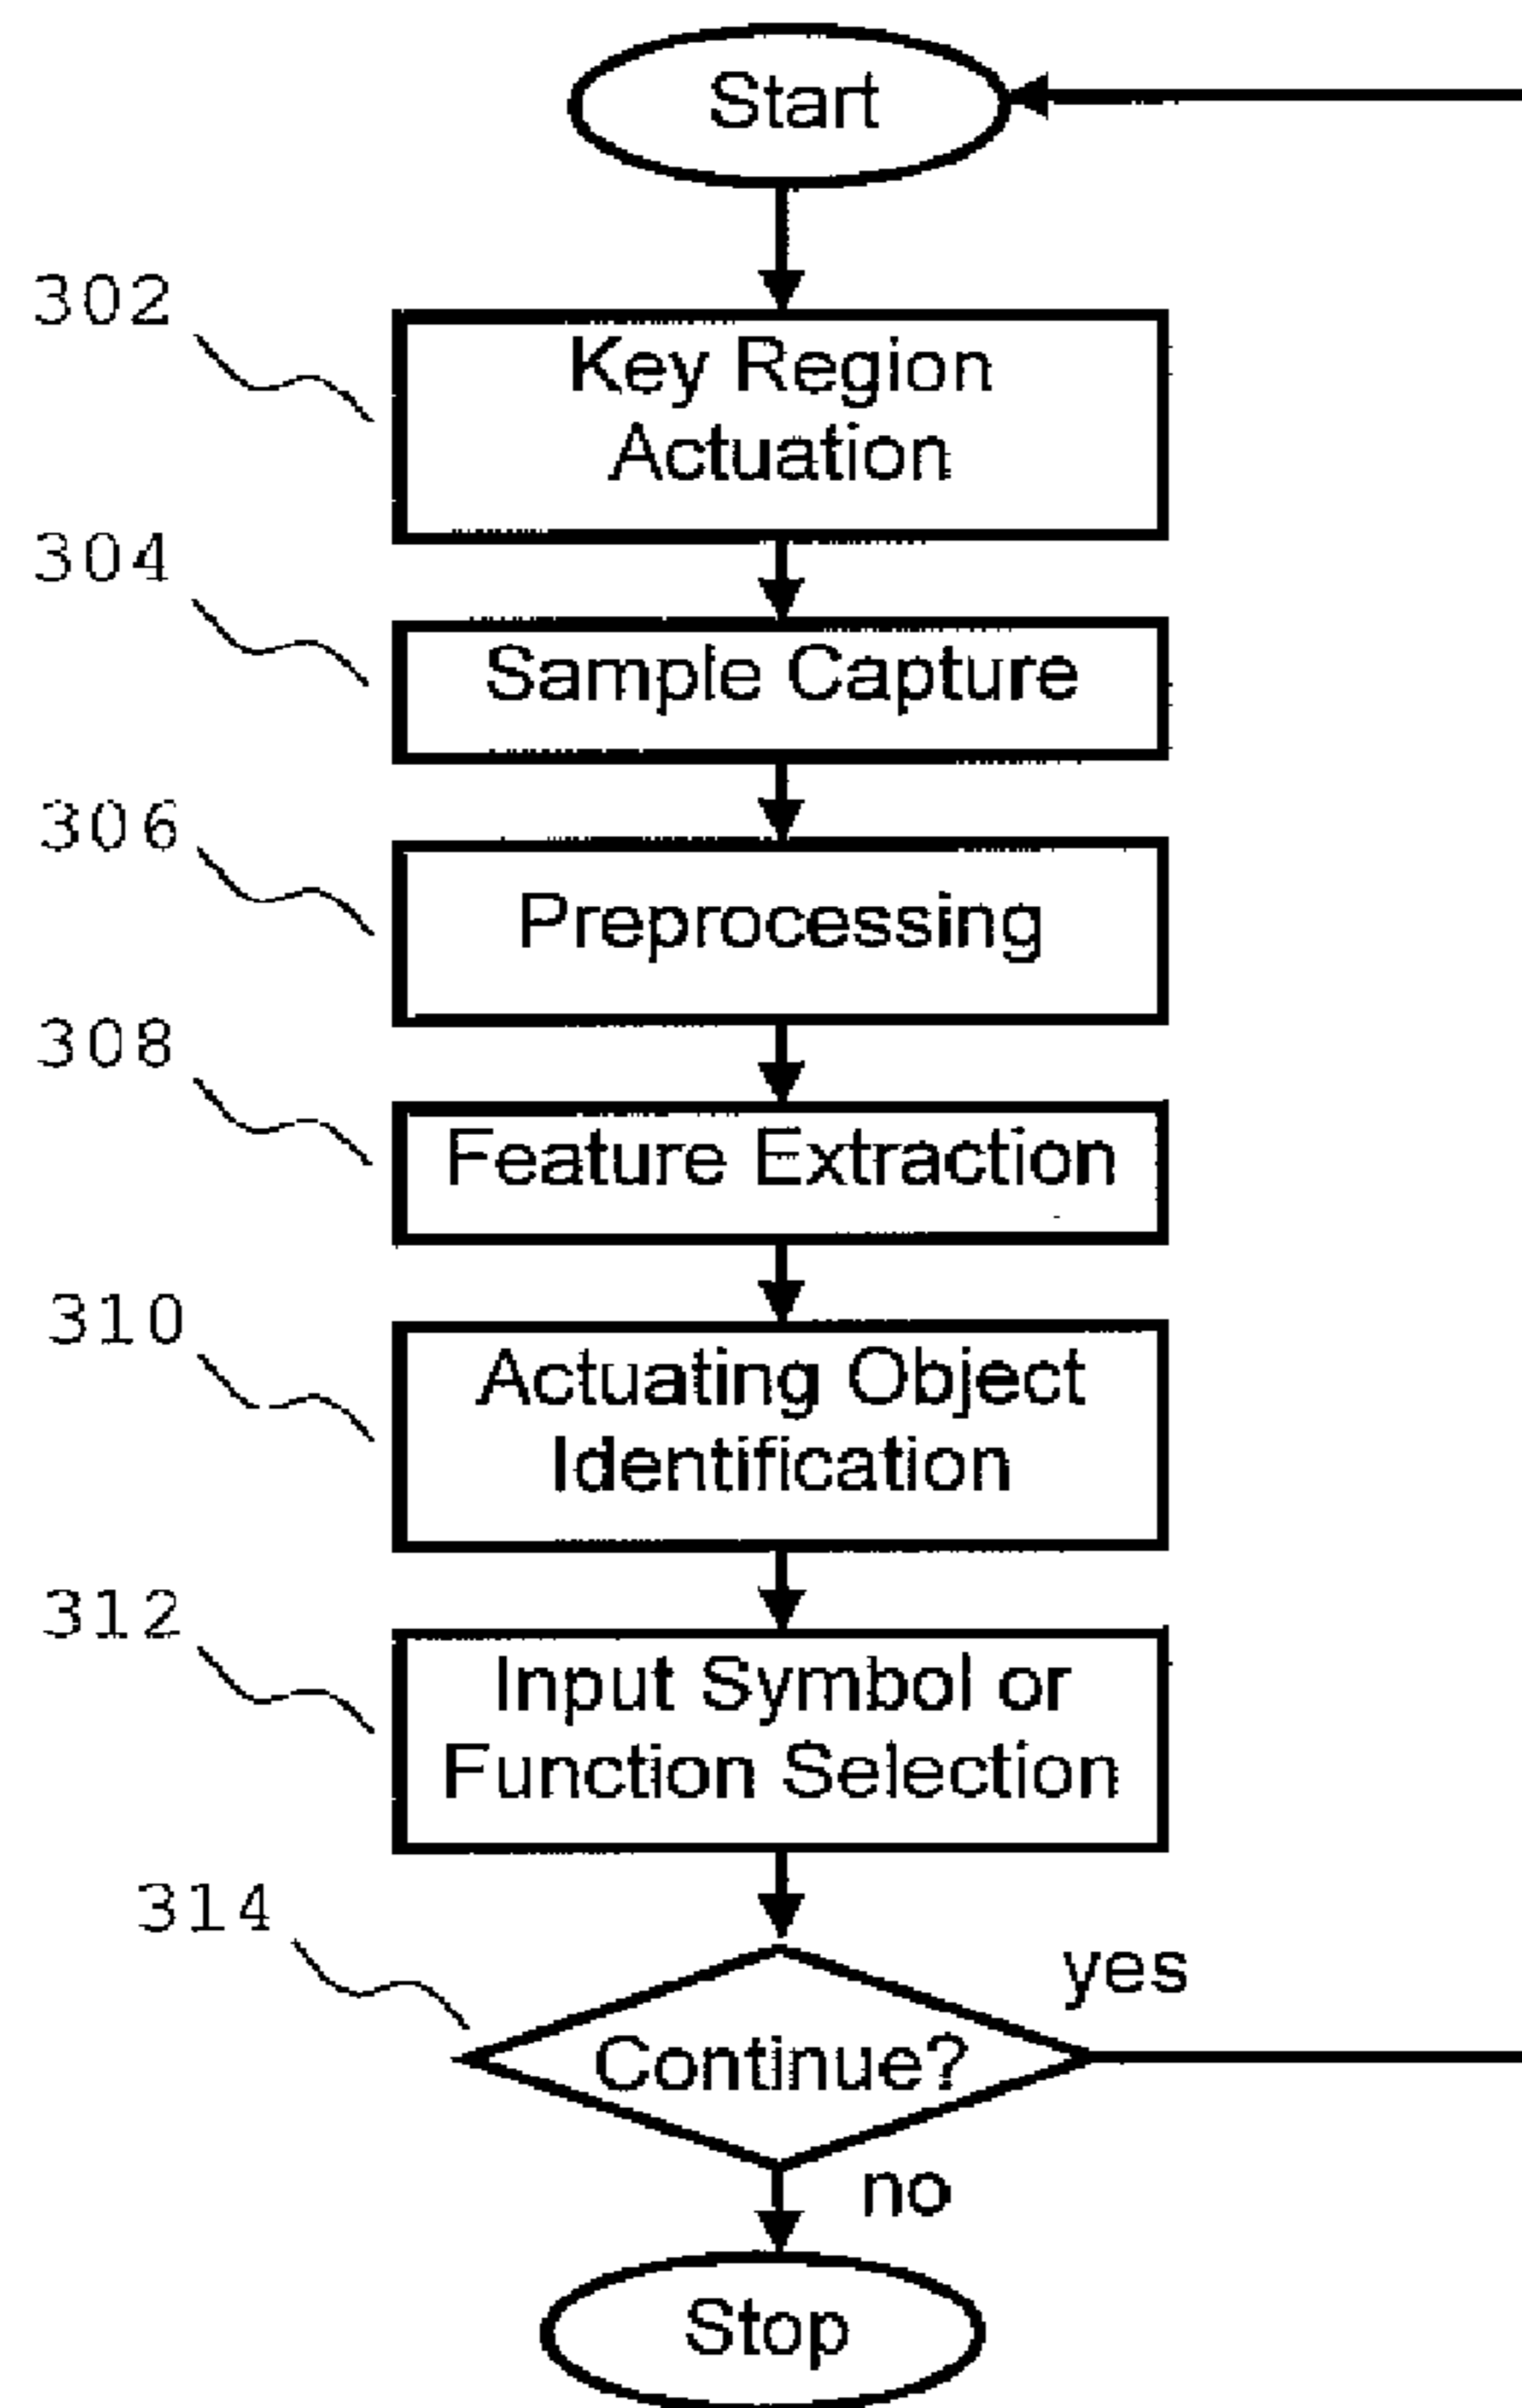 Start
302
Key Region
Actuation
304
Sample Capture
306
Preprocessing
308
Feature Extraction
310
Actuating Object
Identification
312
Input Symbol or
Function Selection
314
yes
Continue?
no
Stop